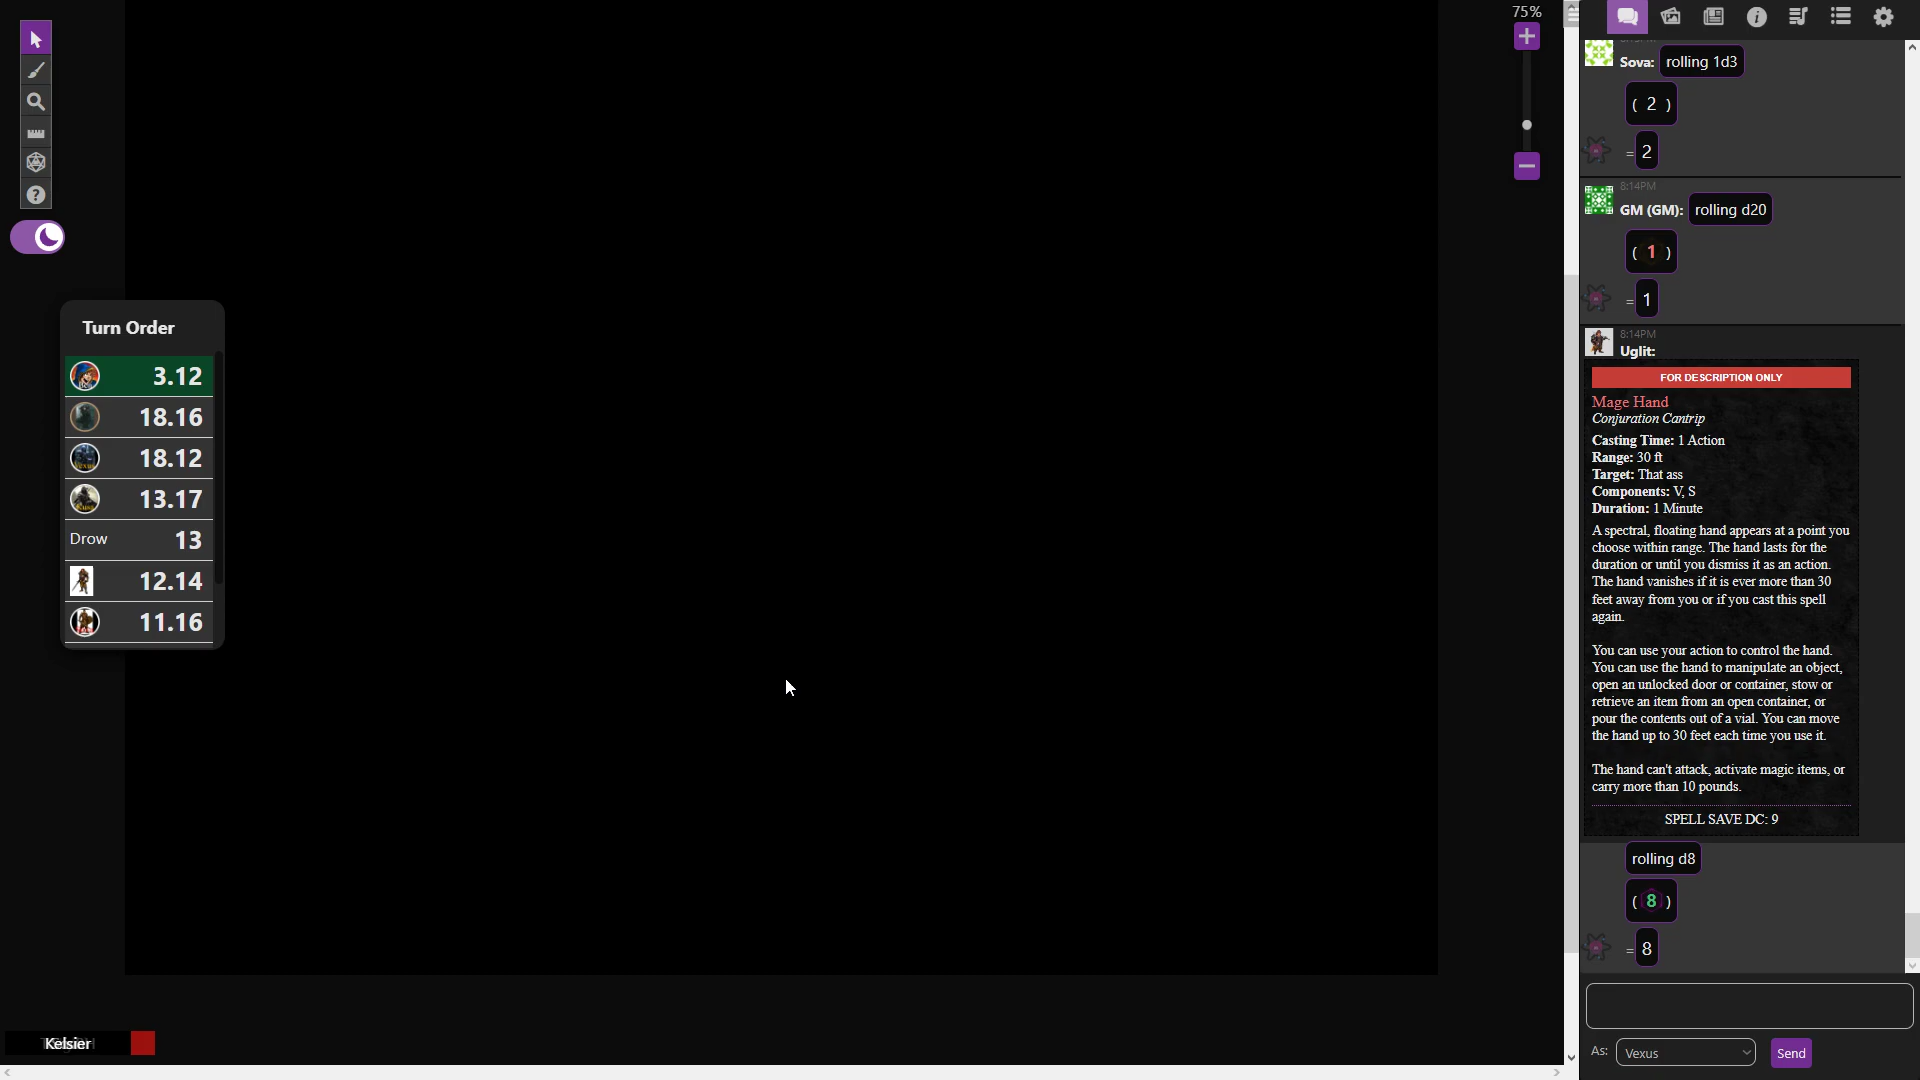 75%
Turn Order
3.12
18.16
18.12
13.17
Drow 13
12.14
11.16
Kelsier
Sova: rolling 1d3
( 2 )
= 2
8:14PM
GM (GM): rolling d20
( 1 )
= 1
8:14PM
Uglit:
FOR DESCRIPTION ONLY
Mage Hand
Conjuration Cantrip
Casting Time: 1 Action
Range: 30 ft
Target: That ass
Components: V, S
Duration: 1 Minute
A spectral, floating hand appears at a point you
choose within range. The hand lasts for the
duration or until you dismiss it as an action.
The hand vanishes if it is ever more than 30
feet away from you or if you cast this spell
again.
You can use your action to control the hand.
You can use the hand to manipulate an object,
open an unlocked door or container, stow or
retrieve an item from an open container, or
pour the contents out of a vial. You can move
the hand up to 30 feet each time you use it.
The hand can't attack, activate magic items, or
carry more than 10 pounds.
SPELL SAVE DC: 9
rolling d8
( 8 )
= 8
As: Vexus Send